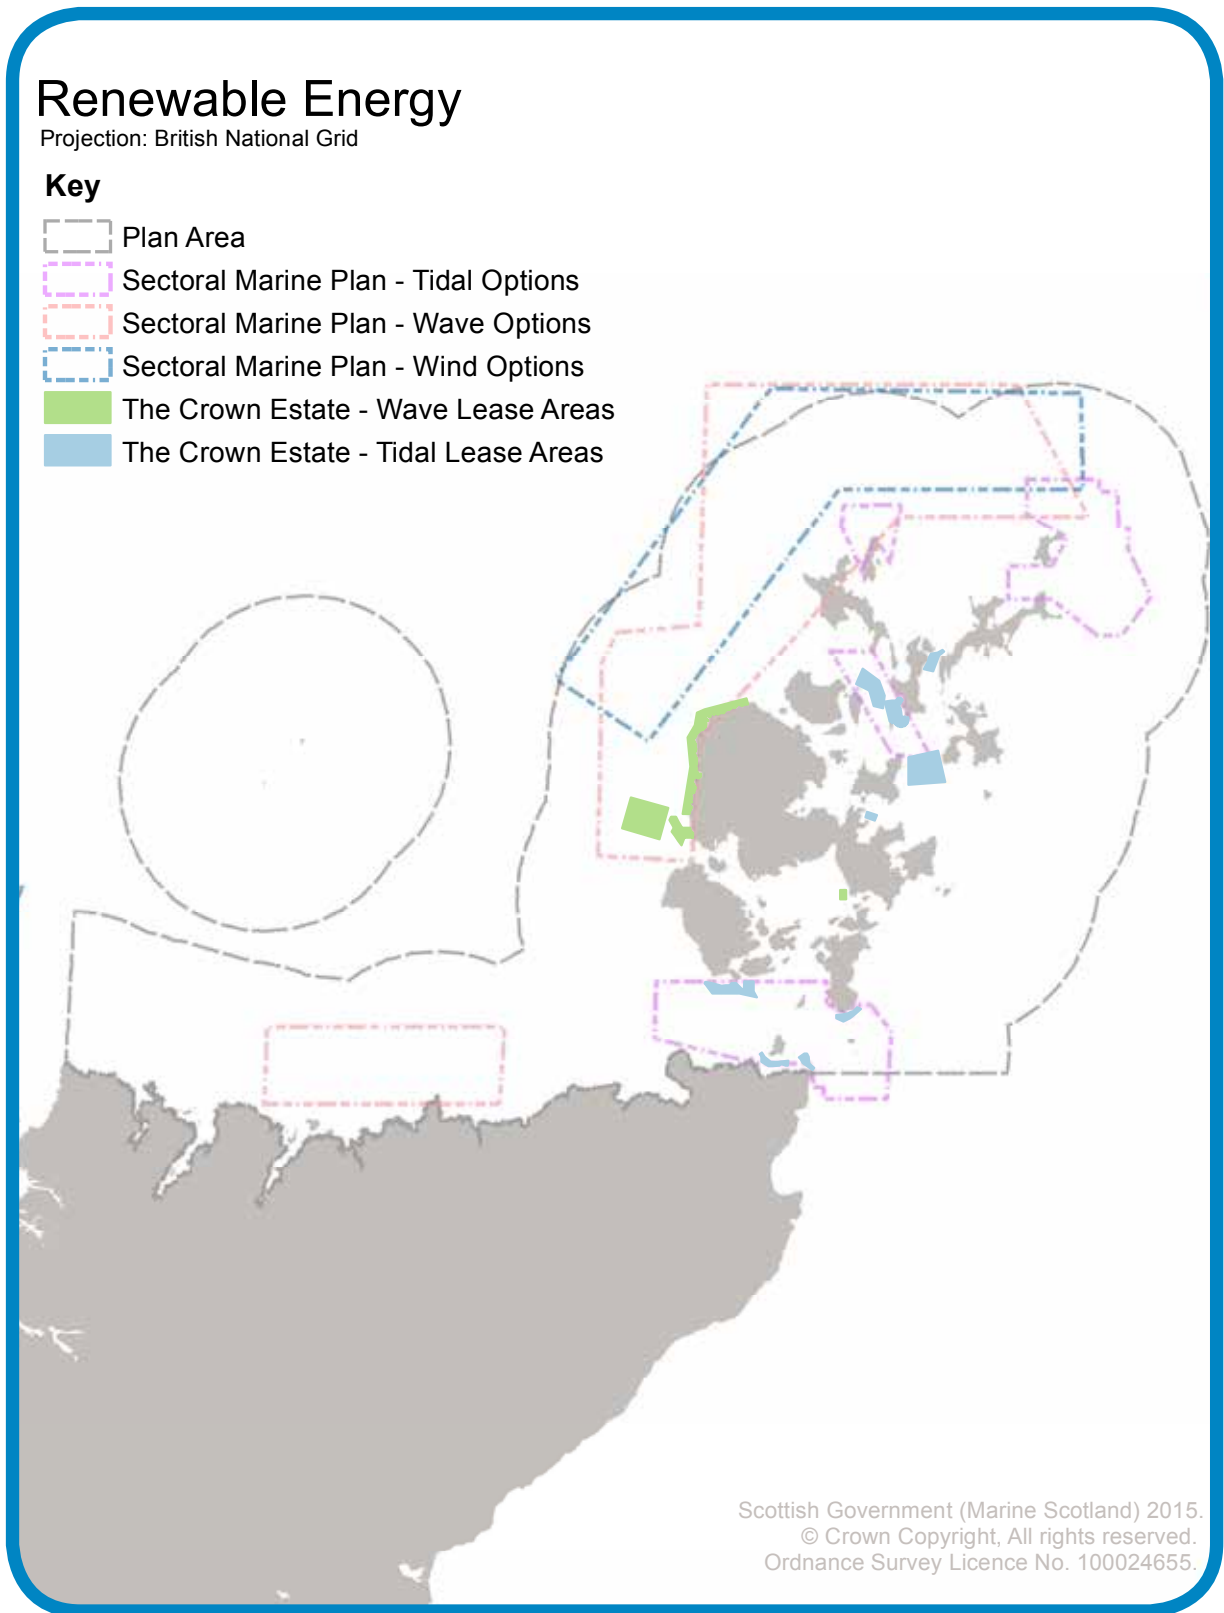 Renewable Energy
Projection: British National Grid
Key
Plan Area
Sectoral Marine Plan - Tidal Options
Sectoral Marine Plan - Wave Options
Sectoral Marine Plan - Wind Options
The Crown Estate - Wave Lease Areas
The Crown Estate - Tidal Lease Areas
Scottish Government (Marine Scotland) 2015.
© Crown Copyright, All rights reserved.
Ordnance Survey Licence No. 100024655.